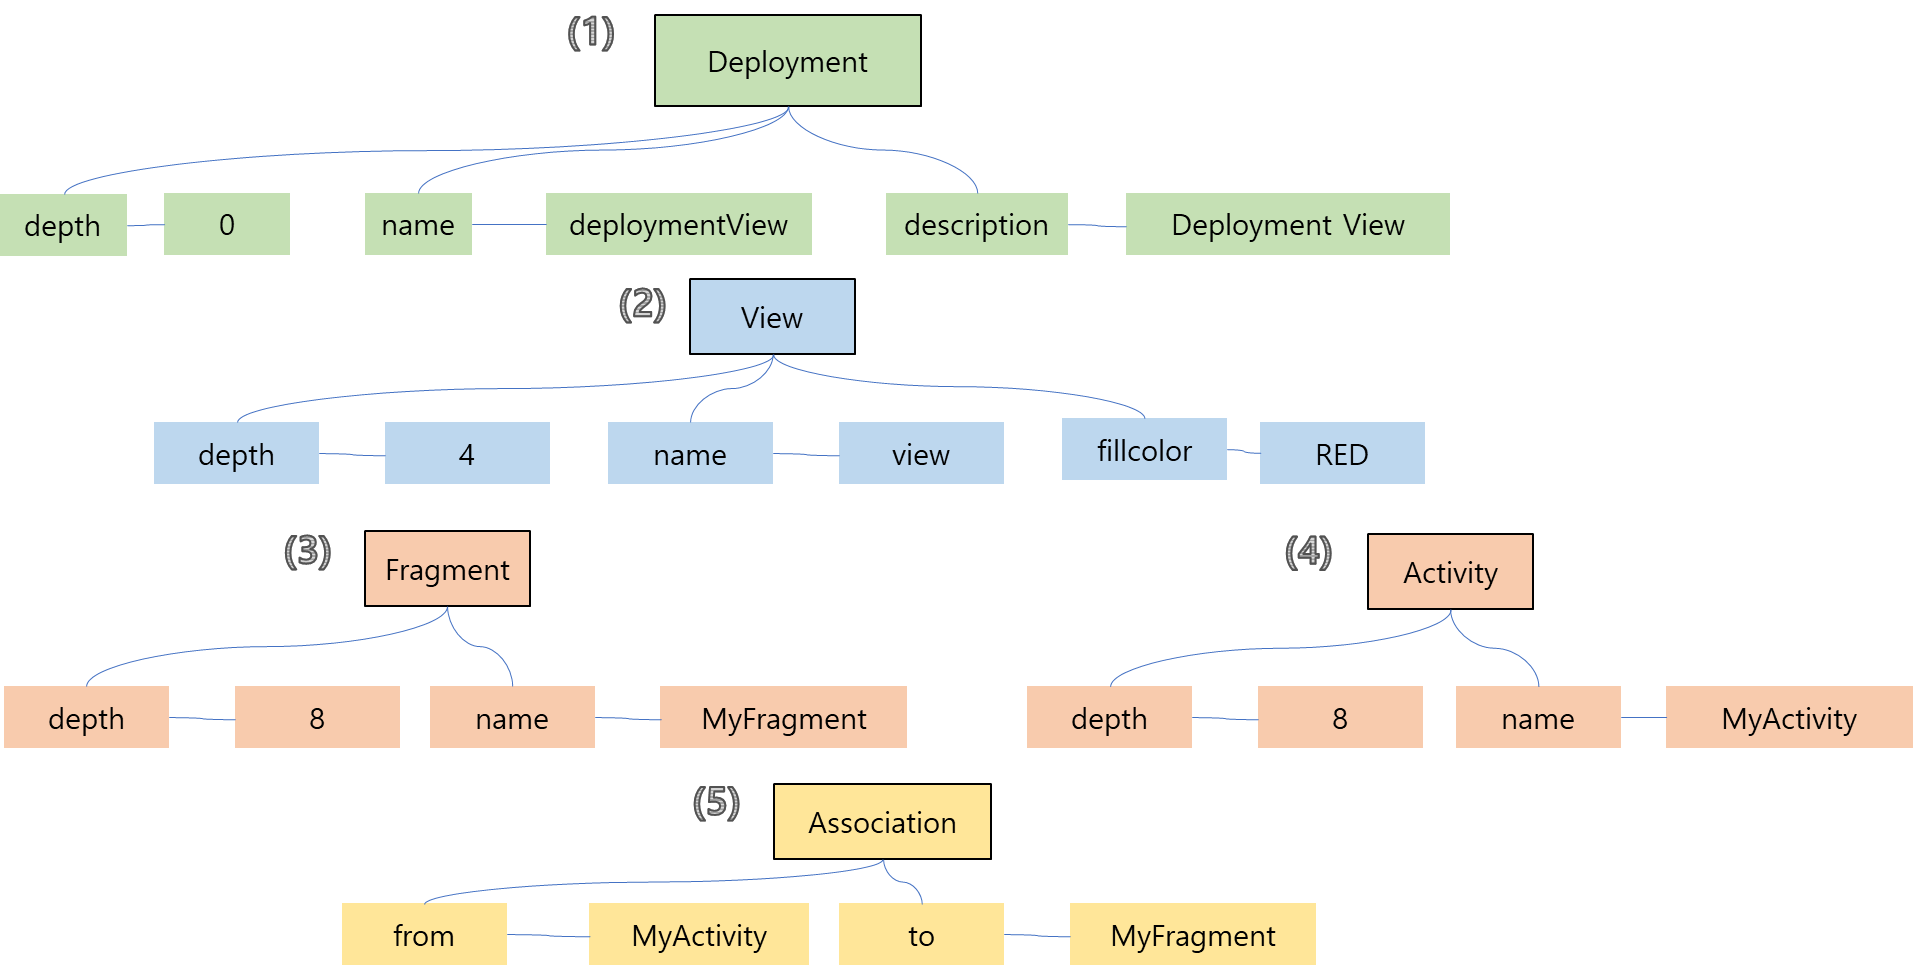 (1)
Deployment
depth 0 name deploymentView description Deployment View
(2)
View
depth 4 name view fillcolor RED
(3)
Fragment
(4)
Activity
depth 8 name MyFragment depth 8 name MyActivity
(5)
Association
from MyActivity to MyFragment